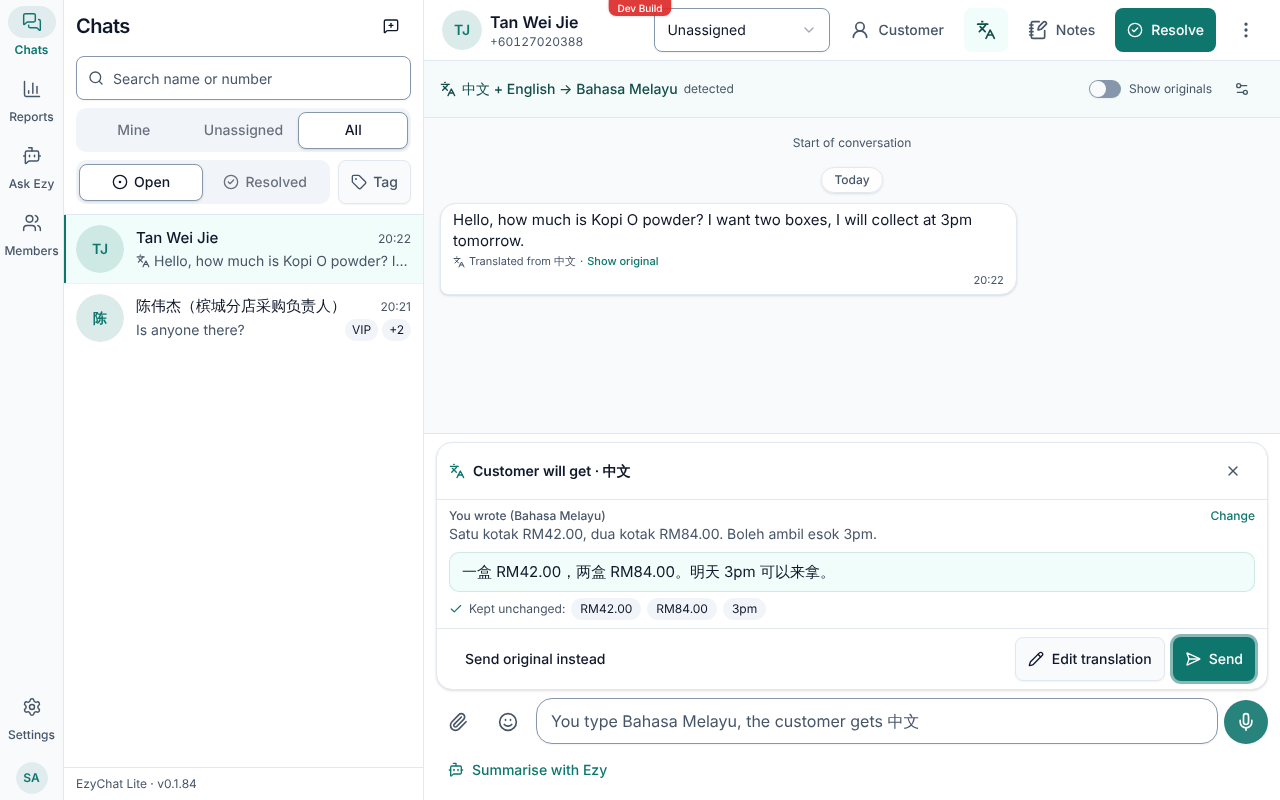 Dev Build
Chats
Chats
Reports
Ask Ezy
Members
Settings
SA
Search name or number
Mine
Unassigned
All
Open
Resolved
Tag
TJ
Tan Wei Jie
20:22
Hello, how much is Kopi O powder? I...
陈
陈伟杰（槟城分店采购负责人）
20:21
Is anyone there?
VIP
+2
EzyChat Lite · v0.1.84
TJ
Tan Wei Jie
+60127020388
Unassigned
Customer
Notes
Resolve
中文 + English → Bahasa Melayu detected
Show originals
Start of conversation
Today
Hello, how much is Kopi O powder? I want two boxes, I will collect at 3pm
tomorrow.
Translated from 中文 · Show original
20:22
Customer will get · 中文
You wrote (Bahasa Melayu)
Change
Satu kotak RM42.00, dua kotak RM84.00. Boleh ambil esok 3pm.
一盒 RM42.00，两盒 RM84.00。明天 3pm 可以来拿。
Kept unchanged: RM42.00 RM84.00 3pm
Send original instead
Edit translation
Send
You type Bahasa Melayu, the customer gets 中文
Summarise with Ezy